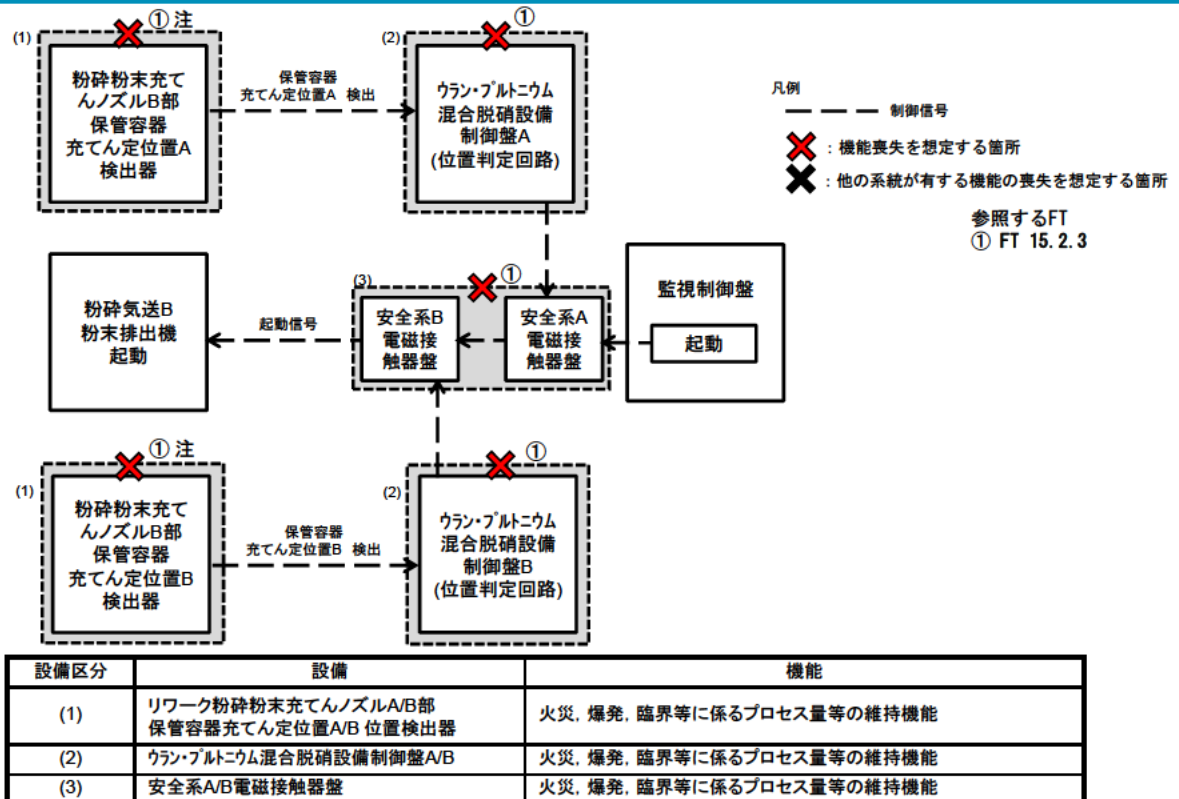 (1)
①注
粉砕粉末充て
んノズルB部
保管容器
充てん定位置A
検出器
保管容器
充てん定位置A 検出
(2)
①
ウラン・プルトニウム
混合脱硝設備
制御盤A
(位置判定回路)
凡例
制御信号
：機能喪失を想定する箇所
：他の系統が有する機能の喪失を想定する箇所
参照するFT
① FT 15.2.3
粉砕気送B
粉末排出機
起動
起動信号
(3)
①
安全系B
電磁接
触器盤
安全系A
電磁接
触器盤
監視制御盤
起動
(1)
①注
粉砕粉末充て
んノズルB部
保管容器
充てん定位置B
検出器
保管容器
充てん定位置B 検出
(2)
①
ウラン・プルトニウム
混合脱硝設備
制御盤B
(位置判定回路)
設備区分 設備 機能
(1) リワーク粉砕粉末充てんノズルA/B部
保管容器充てん定位置A/B 位置検出器 火災，爆発，臨界等に係るプロセス量等の維持機能
(2) ウラン・プルトニウム混合脱硝設備制御盤A/B 火災，爆発，臨界等に係るプロセス量等の維持機能
(3) 安全系A/B電磁接触器盤 火災，爆発，臨界等に係るプロセス量等の維持機能